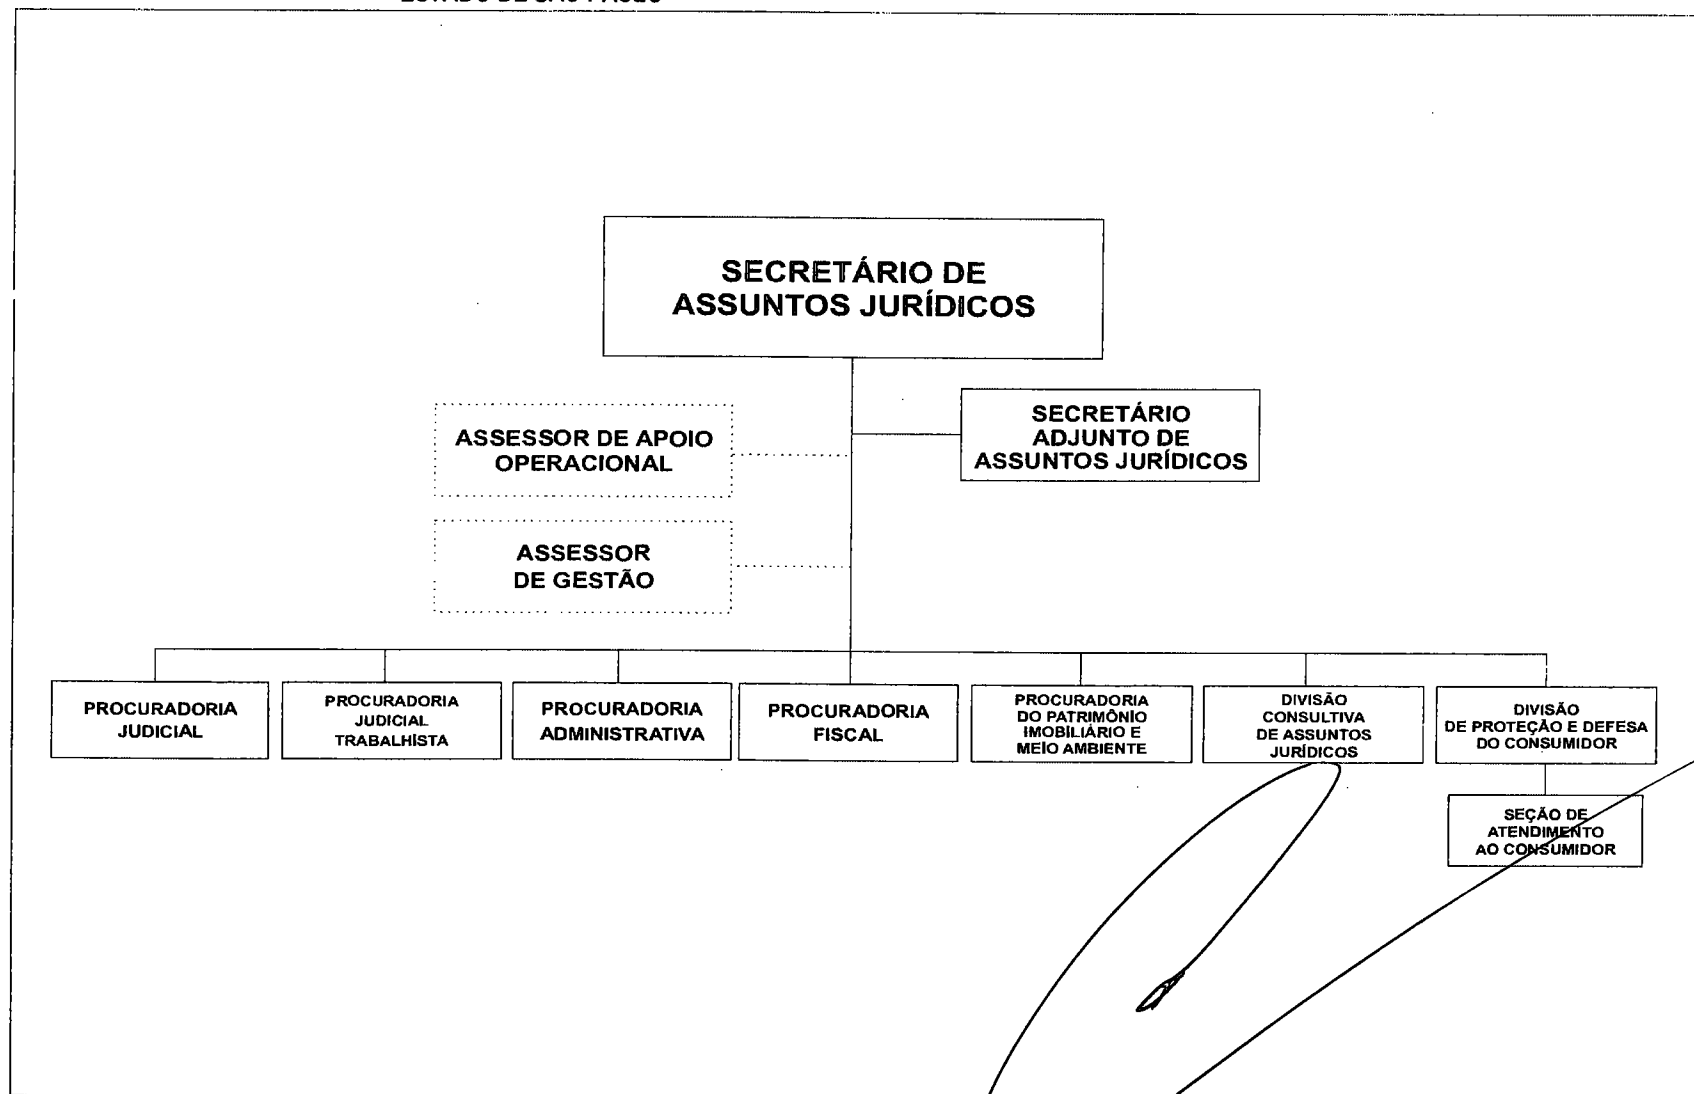 SECRETÁRIO DE
ASSUNTOS JURÍDICOS
SECRETÁRIO
ADJUNTO DE
ASSUNTOS JURÍDICOS
ASSESSOR DE APOIO
OPERACIONAL
ASSESSOR
DE GESTÃO
PROCURADORIA
JUDICIAL
PROCURADORIA
JUDICIAL
TRABALHISTA
PROCURADORIA
ADMINISTRATIVA
PROCURADORIA
FISCAL
PROCURADORIA
DO PATRIMÔNIO
IMOBILIÁRIO E
MEIO AMBIENTE
DIVISÃO
CONSULTIVA
DE ASSUNTOS
JURÍDICOS
DIVISÃO
DE PROTEÇÃO E DEFESA
DO CONSUMIDOR
SEÇÃO DE
ATENDIMENTO
AO CONSUMIDOR